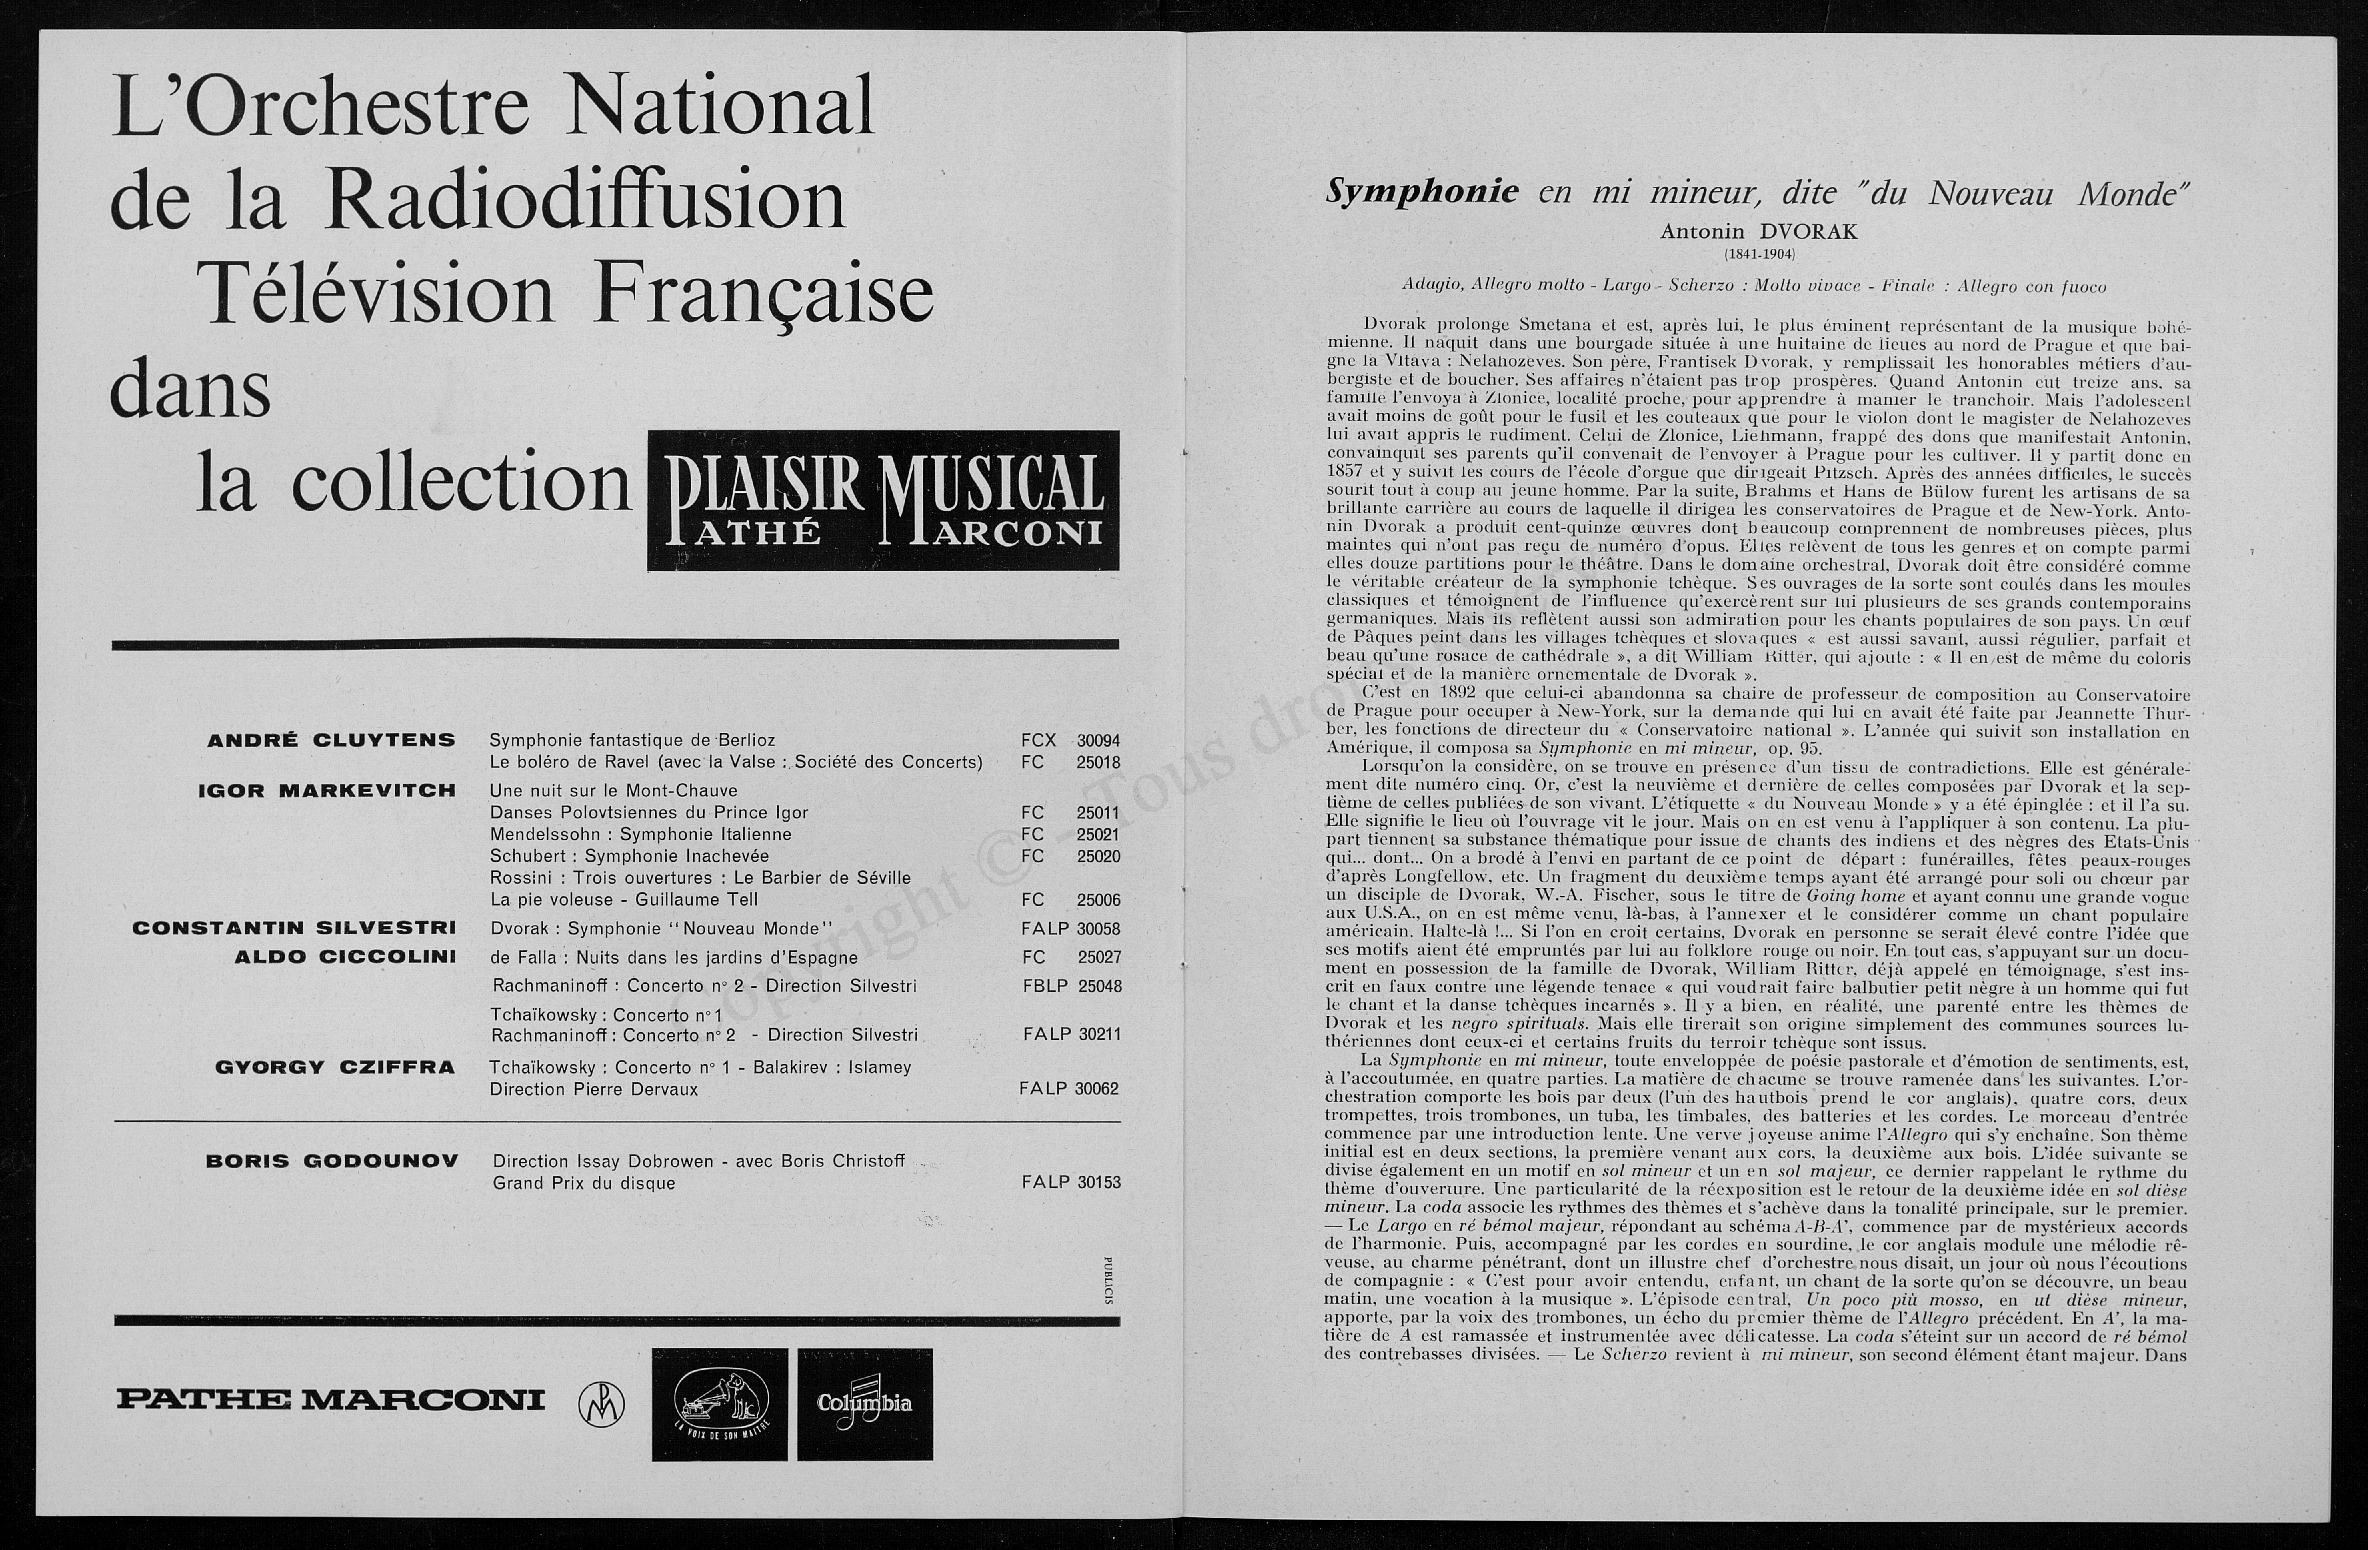 L'Orchestre National
de la Radiodiffusion
Télévision Française
dans
la collection PLAISIR MUSICAL
PATHÉ MARCONI
ANDRÉ CLUYTENS Symphonie fantastique de Berlioz FCX 30094
Le boléro de Ravel (avec la Valse : Société des Concerts) FC 25018
IGOR MARKEVITCH Une nuit sur le Mont-Chauve
Danses Polovtsiennes du Prince Igor FC 25011
Mendelssohn : Symphonie Italienne FC 25021
Schubert : Symphonie Inachevée FC 25020
Rossini : Trois ouvertures : Le Barbier de Séville
La pie voleuse - Guillaume Tell FC 25006
CONSTANTIN SILVESTRI Dvorak : Symphonie "Nouveau Monde" FALP 30058
ALDO CICCOLINI de Falla : Nuits dans les jardins d'Espagne FC 25027
Rachmaninoff : Concerto n° 2 - Direction Silvestri FBLP 25048
Tchaïkowsky : Concerto n° 1
Rachmaninoff : Concerto n° 2 - Direction Silvestri FALP 30211
GYORGY CZIFFRA Tchaïkowsky : Concerto n° 1 - Balakirev : Islamey
Direction Pierre Dervaux FALP 30062
BORIS GODOUNOV Direction Issay Dobrowen - avec Boris Christoff
Grand Prix du disque FALP 30153
PUBLICIS
PATHE MARCONI
LA VOIX DE SON MAITRE
Columbia
Symphonie en mi mineur, dite "du Nouveau Monde"
Antonin DVORAK
(1841-1904)
Adagio, Allegro molto - Largo - Scherzo : Molto vivace - Finale : Allegro con fuoco
Dvorak prolonge Smetana et est, après lui, le plus éminent représentant de la musique bohé-
mienne. Il naquit dans une bourgade située à une huitaine de lieues au nord de Prague et que bai-
gne la Vltava : Nelahozeves. Son père, Frantisek Dvorak, y remplissait les honorables métiers d'au-
bergiste et de boucher. Ses affaires n'étaient pas trop prospères. Quand Antonin eut treize ans, sa
famille l'envoya à Zlonice, localité proche, pour apprendre à manier le tranchoir. Mais l'adolescent
avait moins de goût pour le fusil et les couteaux que pour le violon dont le magister de Nelahozeves
lui avait appris le rudiment. Celui de Zlonice, Liehmann, frappé des dons que manifestait Antonin,
convainquit ses parents qu'il convenait de l'envoyer à Prague pour les cultiver. Il y partit donc en
1857 et y suivit les cours de l'école d'orgue que dirigeait Pitzsch. Après des années difficiles, le succès
sourit tout à coup au jeune homme. Par la suite, Brahms et Hans de Bülow furent les artisans de sa
brillante carrière au cours de laquelle il dirigea les conservatoires de Prague et de New-York. Anto-
nin Dvorak a produit cent-quinze œuvres dont beaucoup comprennent de nombreuses pièces, plus
maintes qui n'ont pas reçu de numéro d'opus. Elles relèvent de tous les genres et on compte parmi
elles douze partitions pour le théâtre. Dans le domaine orchestral, Dvorak doit être considéré comme
le véritable créateur de la symphonie tchèque. Ses ouvrages de la sorte sont coulés dans les moules
classiques et témoignent de l'influence qu'exercèrent sur lui plusieurs de ses grands contemporains
germaniques. Mais ils reflètent aussi son admiration pour les chants populaires de son pays. Un œuf
de Pâques peint dans les villages tchèques et slovaques « est aussi savant, aussi régulier, parfait et
beau qu'une rosace de cathédrale », a dit William Ritter, qui ajoute : « Il en est de même du coloris
spécial et de la manière ornementale de Dvorak ».
C'est en 1892 que celui-ci abandonna sa chaire de professeur de composition au Conservatoire
de Prague pour occuper à New-York, sur la demande qui lui en avait été faite par Jeannette Thur-
ber, les fonctions de directeur du « Conservatoire national ». L'année qui suivit son installation en
Amérique, il composa sa Symphonie en mi mineur, op. 95.
Lorsqu'on la considère, on se trouve en présence d'un tissu de contradictions. Elle est générale-
ment dite numéro cinq. Or, c'est la neuvième et dernière de celles composées par Dvorak et la sep-
tième de celles publiées de son vivant. L'étiquette « du Nouveau Monde » y a été épinglée : et il l'a su.
Elle signifie le lieu où l'ouvrage vit le jour. Mais on en est venu à l'appliquer à son contenu. La plu-
part tiennent sa substance thématique pour issue de chants des indiens et des nègres des Etats-Unis
qui... dont... On a brodé à l'envi en partant de ce point de départ : funérailles, fêtes peaux-rouges
d'après Longfellow, etc. Un fragment du deuxième temps ayant été arrangé pour soli ou chœur par
un disciple de Dvorak, W.-A. Fischer, sous le titre de Going home et ayant connu une grande vogue
aux U.S.A., on en est même venu, là-bas, à l'annexer et le considérer comme un chant populaire
américain. Halte-là !... Si l'on en croit certains, Dvorak en personne se serait élevé contre l'idée que
ses motifs aient été empruntés par lui au folklore rouge ou noir. En tout cas, s'appuyant sur un docu-
ment en possession de la famille de Dvorak, William Ritter, déjà appelé en témoignage, s'est ins-
crit en faux contre une légende tenace « qui voudrait faire balbutier petit nègre à un homme qui fut
le chant et la danse tchèques incarnés ». Il y a bien, en réalité, une parenté entre les thèmes de
Dvorak et les negro spirituals. Mais elle tirerait son origine simplement des communes sources lu-
thériennes dont ceux-ci et certains fruits du terroir tchèque sont issus.
La Symphonie en mi mineur, toute enveloppée de poésie pastorale et d'émotion de sentiments, est,
à l'accoutumée, en quatre parties. La matière de chacune se trouve ramenée dans les suivantes. L'or-
chestration comporte les bois par deux (l'un des hautbois prend le cor anglais), quatre cors, deux
trompettes, trois trombones, un tuba, les timbales, des batteries et les cordes. Le morceau d'entrée
commence par une introduction lente. Une verve joyeuse anime l'Allegro qui s'y enchaîne. Son thème
initial est en deux sections, la première venant aux cors, la deuxième aux bois. L'idée suivante se
divise également en un motif en sol mineur et un en sol majeur, ce dernier rappelant le rythme du
thème d'ouverture. Une particularité de la réexposition est le retour de la deuxième idée en sol dièse
mineur. La coda associe les rythmes des thèmes et s'achève dans la tonalité principale, sur le premier.
— Le Largo en ré bémol majeur, répondant au schéma A-B-A', commence par de mystérieux accords
de l'harmonie. Puis, accompagné par les cordes en sourdine, le cor anglais module une mélodie rê-
veuse, au charme pénétrant, dont un illustre chef d'orchestre nous disait, un jour où nous l'écoutions
de compagnie : « C'est pour avoir entendu, enfant, un chant de la sorte qu'on se découvre, un beau
matin, une vocation à la musique ». L'épisode central, Un poco più mosso, en ut dièse mineur,
apporte, par la voix des trombones, un écho du premier thème de l'Allegro précédent. En A', la ma-
tière de A est ramassée et instrumentée avec délicatesse. La coda s'éteint sur un accord de ré bémol
des contrebasses divisées. — Le Scherzo revient à mi mineur, son second élément étant majeur. Dans
Copyright © - Tous dro